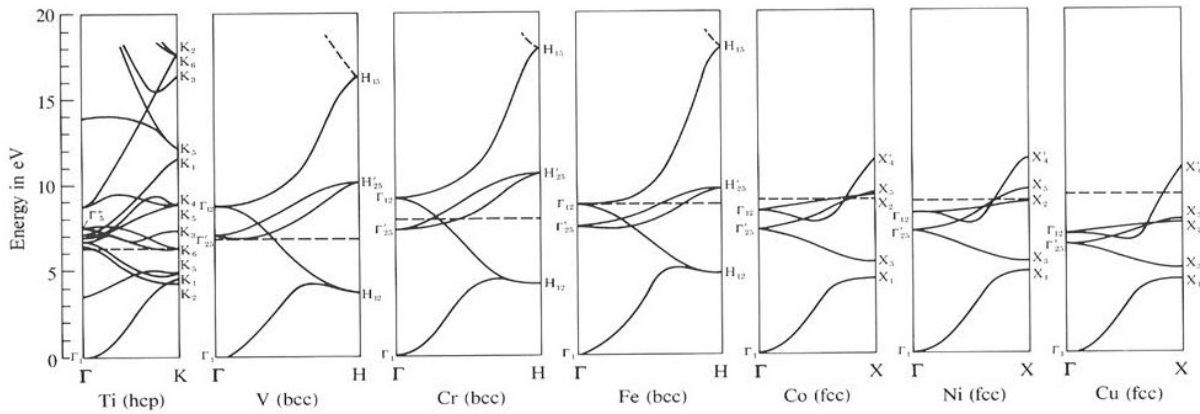 Energy in eV
20
15
10
5
0
K₂
K₆
K₃
K₅
K₁
K₄
K₅
K₃
K₆
K₅
K₁
K₂
Γ₁
Γ
K
Ti (hcp)
H₁₅
H'₂₅
H₁₂
Γ₁₂
Γ'₂₅
Γ₁
Γ
H
V (bcc)
H₁₅
H'₂₅
H₁₂
Γ₁₂
Γ'₂₅
Γ₁
Γ
H
Cr (bcc)
H₁₅
H'₂₅
H₁₂
Γ₁₂
Γ'₂₅
Γ₁
Γ
H
Fe (bcc)
X'₄
X₅
X₂
X₃
X₁
Γ₁₂
Γ'₂₅
Γ₁
Γ
X
Co (fcc)
X'₄
X₅
X₂
X₃
X₁
Γ₁₂
Γ'₂₅
Γ₁
Γ
X
Ni (fcc)
X'₄
X₅
X₁
Γ₁₂
Γ'₂₅
Γ₁
Γ
X
Cu (fcc)